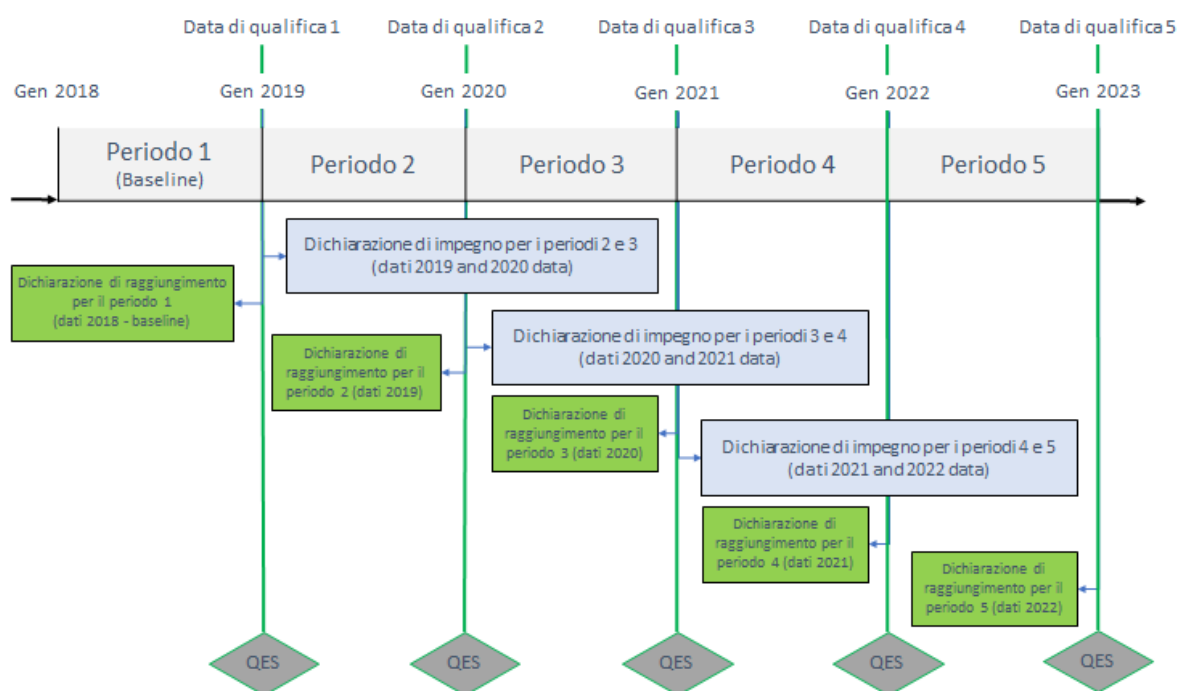 Data di qualifica 1
Data di qualifica 2
Data di qualifica 3
Data di qualifica 4
Data di qualifica 5
Gen 2018
Gen 2019
Gen 2020
Gen 2021
Gen 2022
Gen 2023
Periodo 1
(Baseline)
Periodo 2
Periodo 3
Periodo 4
Periodo 5
Dichiarazione di impegno per i periodi 2 e 3
(dati 2019 and 2020 data)
Dichiarazione di raggiungimento
per il periodo 1
(dati 2018 - baseline)
Dichiarazione di impegno per i periodi 3 e 4
(dati 2020 and 2021 data)
Dichiarazione di
raggiungimento per il
periodo 2 (dati 2019)
Dichiarazione di
raggiungimento per il
periodo 3 (dati 2020)
Dichiarazione di impegno per i periodi 4 e 5
(dati 2021 and 2022 data)
Dichiarazione di
raggiungimento per il
periodo 4 (dati 2021)
Dichiarazione di
raggiungimento per il
periodo 5 (dati 2022)
QES
QES
QES
QES
QES